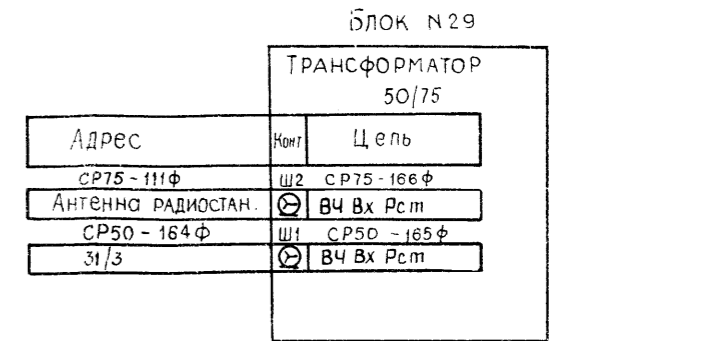 Блок N29
Трансформатор
50/75
Адрес Конт Цепь
СР75-111ф Ш2 СР75-166ф
Антенна радиостан. ВЧ Вх Рст
СР50-164ф Ш1 СР50-165ф
31/3 ВЧ Вх Рст